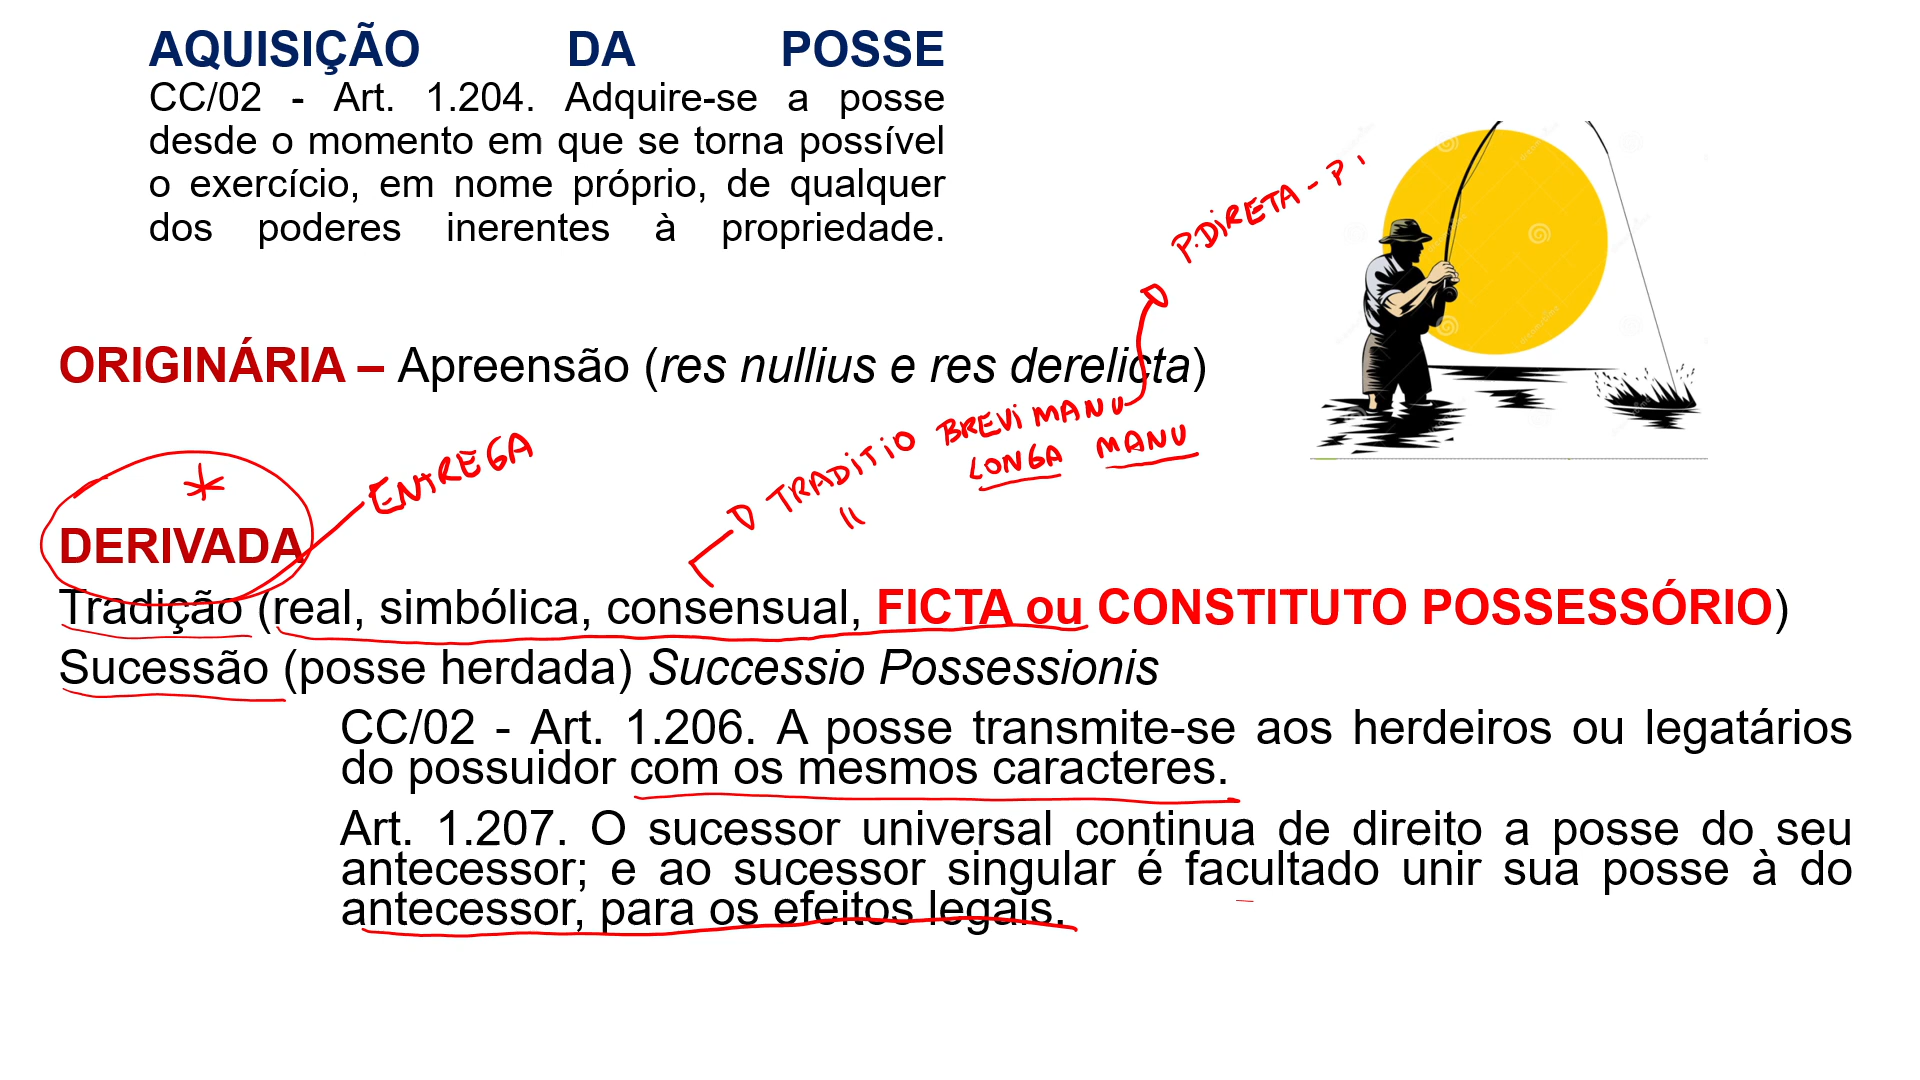 AQUISIÇÃO DA POSSE
CC/02 - Art. 1.204. Adquire-se a posse
desde o momento em que se torna possível
o exercício, em nome próprio, de qualquer
dos poderes inerentes à propriedade.
P.DIRETA - P
ORIGINÁRIA – Apreensão (res nullius e res derelicta)
TRADITIO BREVI MANU
" LONGA MANU
ENTREGA
DERIVADA
Tradição (real, simbólica, consensual, FICTA ou CONSTITUTO POSSESSÓRIO)
Sucessão (posse herdada) Successio Possessionis
CC/02 - Art. 1.206. A posse transmite-se aos herdeiros ou legatários
do possuidor com os mesmos caracteres.
Art. 1.207. O sucessor universal continua de direito a posse do seu
antecessor; e ao sucessor singular é facultado unir sua posse à do
antecessor, para os efeitos legais.